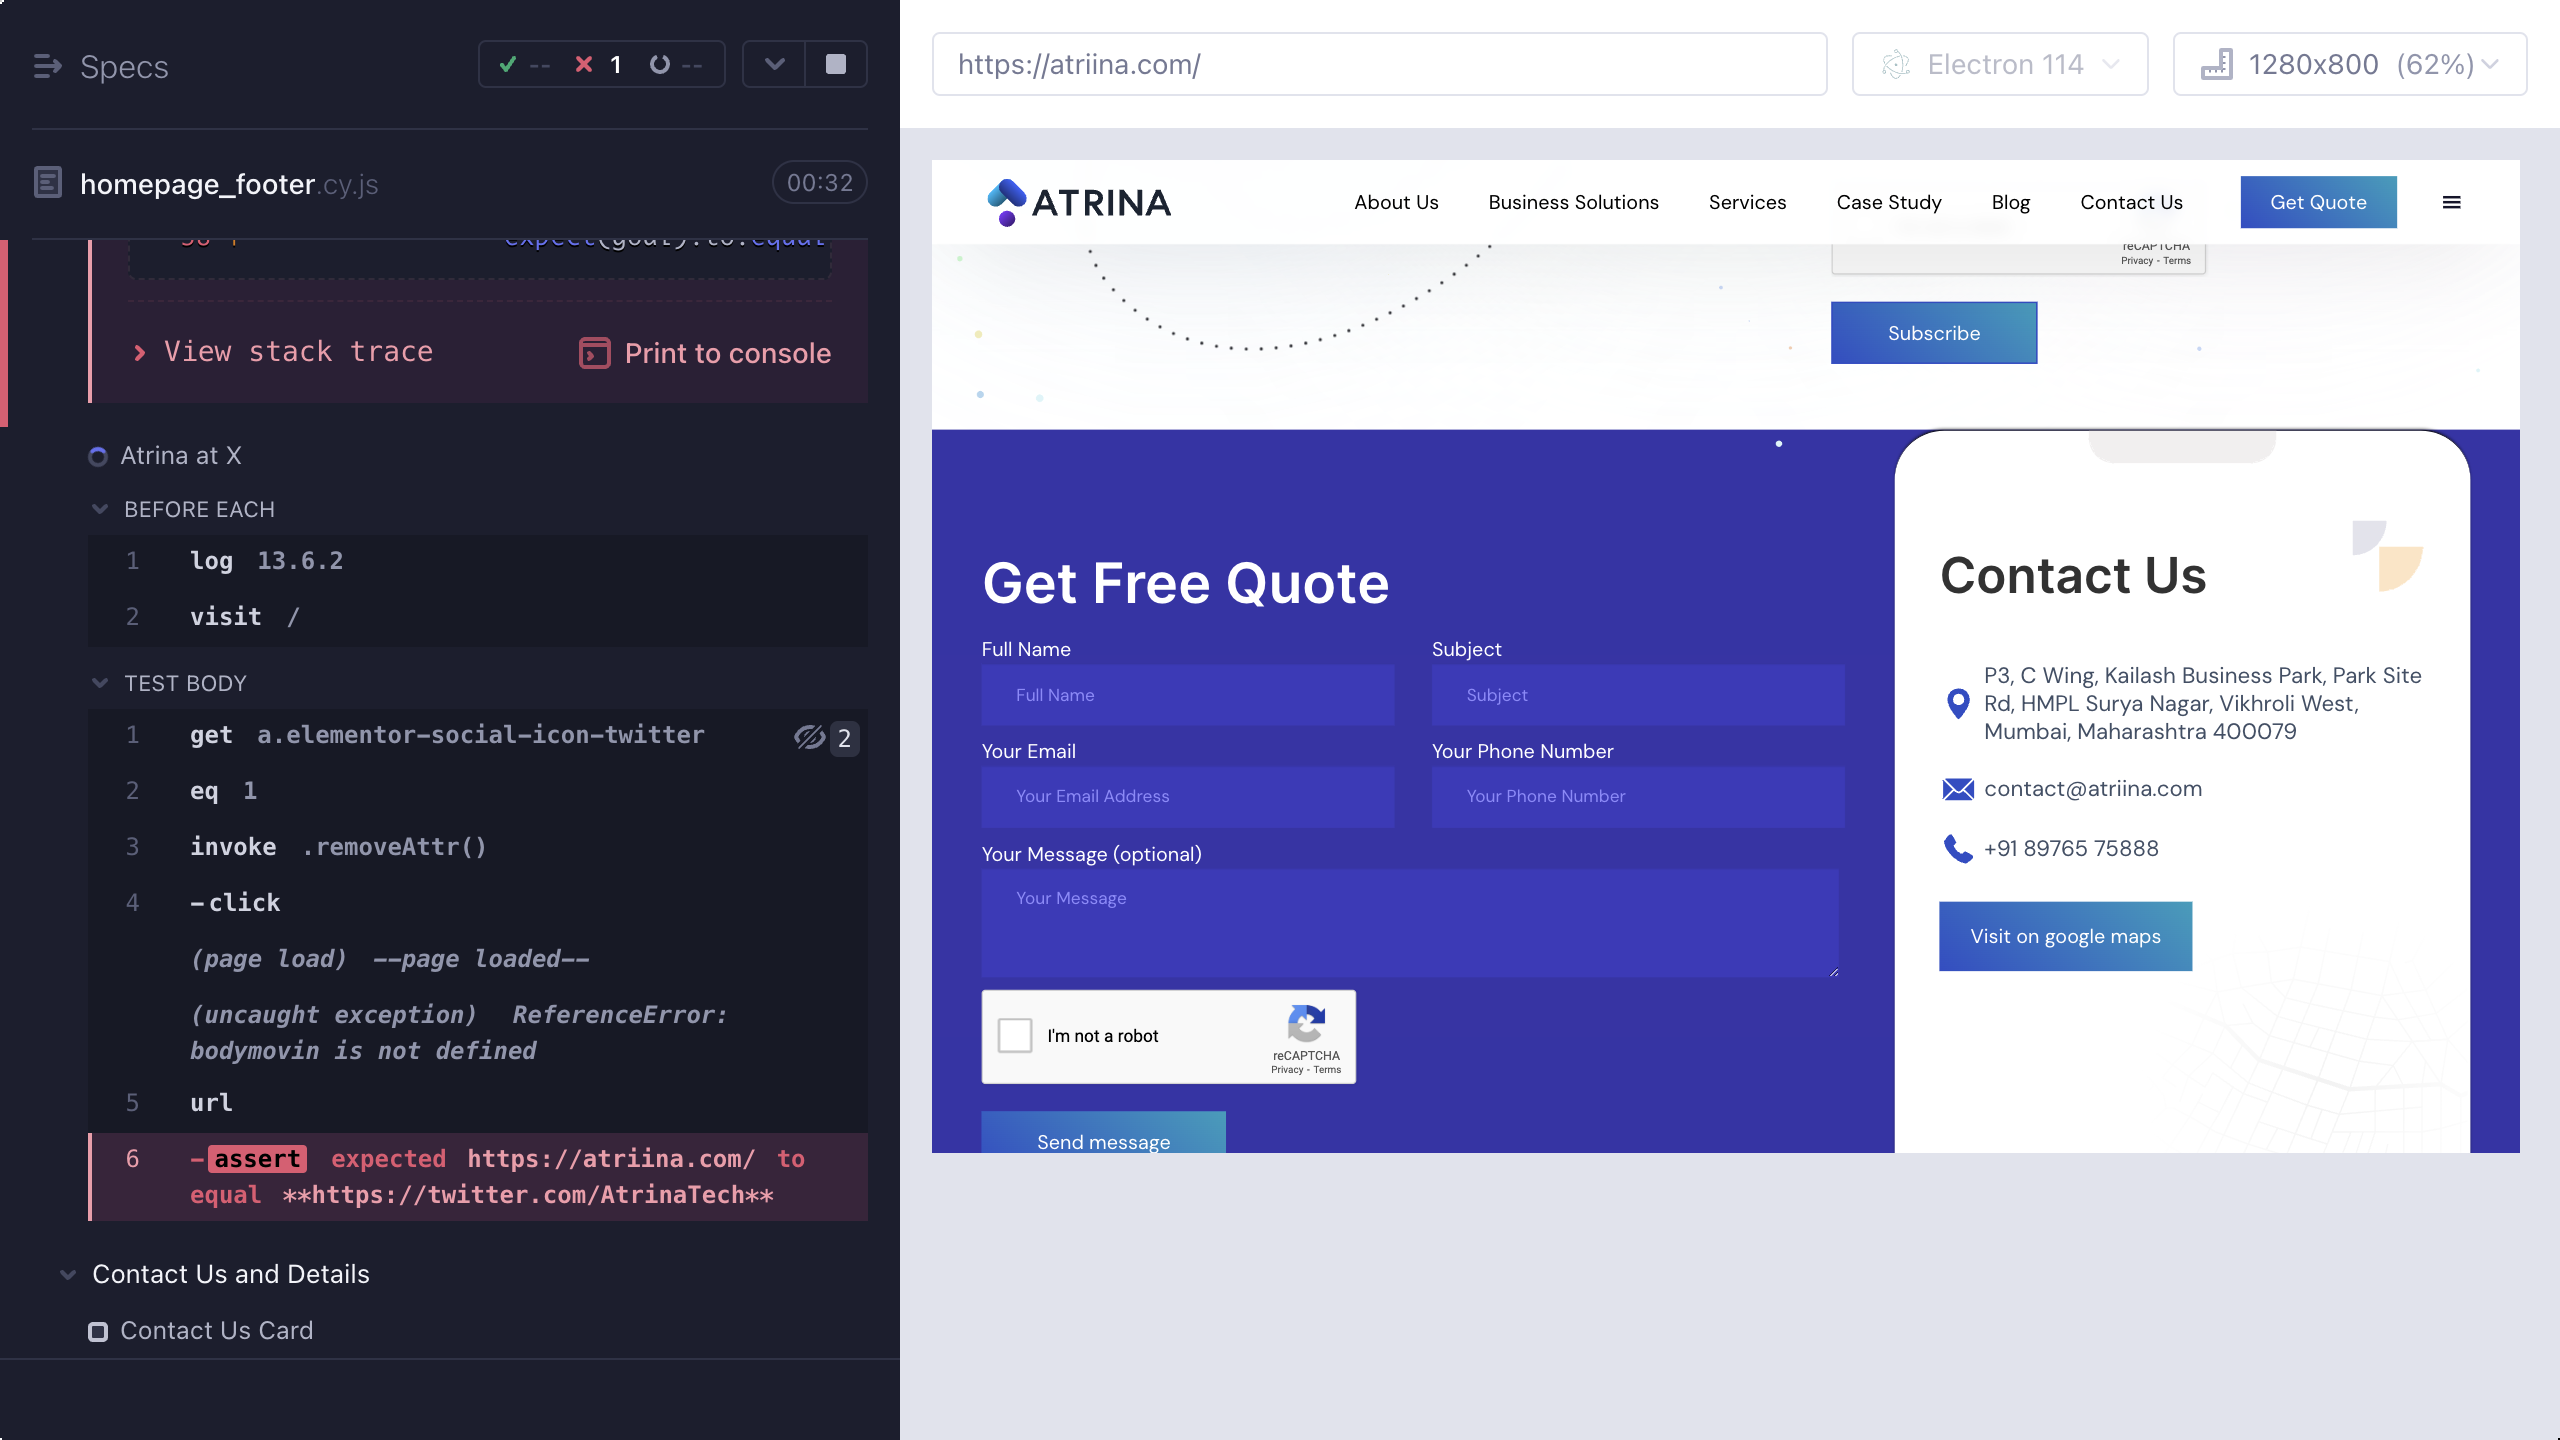 Specs
-- 1 --
homepage_footer.cy.js
00:32
expect(goal).to.equal
View stack trace
Print to console
Atrina at X
BEFORE EACH
1 log 13.6.2
2 visit /
TEST BODY
1 get a.elementor-social-icon-twitter 2
2 eq 1
3 invoke .removeAttr()
4 -click
(page load) --page loaded--
(uncaught exception) ReferenceError:
bodymovin is not defined
5 url
6 -assert expected https://atriina.com/ to
equal **https://twitter.com/AtrinaTech**
Contact Us and Details
Contact Us Card
https://atriina.com/
Electron 114
1280x800 (62%)
ATRINA
About Us
Business Solutions
Services
Case Study
Blog
Contact Us
Get Quote
reCAPTCHA
Privacy - Terms
Subscribe
Get Free Quote
Full Name
Subject
Full Name
Subject
Your Email
Your Phone Number
Your Email Address
Your Phone Number
Your Message (optional)
Your Message
I'm not a robot
reCAPTCHA
Privacy - Terms
Send message
Contact Us
P3, C Wing, Kailash Business Park, Park Site
Rd, HMPL Surya Nagar, Vikhroli West,
Mumbai, Maharashtra 400079
contact@atriina.com
+91 89765 75888
Visit on google maps